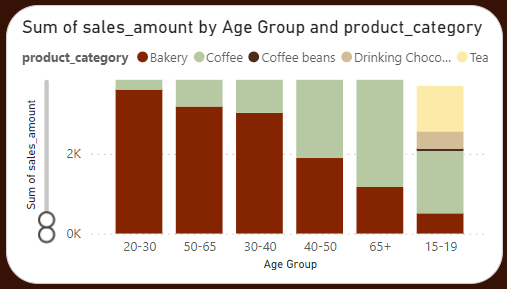 Sum of sales_amount by Age Group and product_category
product_category Bakery Coffee Coffee beans Drinking Choco... Tea
Sum of sales_amount
2K
0K
20-30 50-65 30-40 40-50 65+ 15-19
Age Group